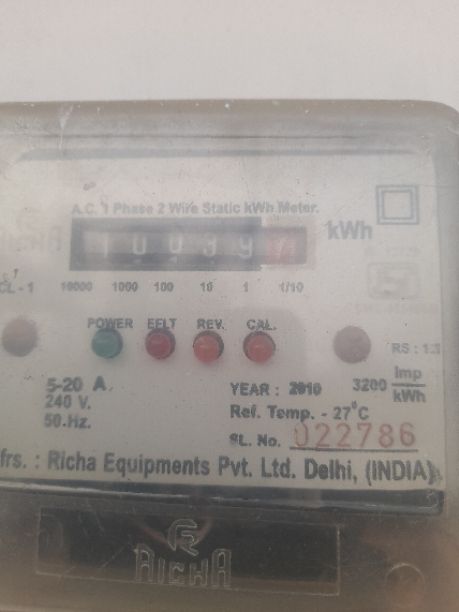 A.C. 1 Phase 2 Wire Static kWh Meter.
10039
kWh
CL-1 10000 1000 100 10 1 1/10
POWER EFLT REV. CAL.
RS : 1:1
5-20 A.
240 V.
50.Hz.
YEAR : 2010 3200 Imp/kWh
Ref. Temp. - 27°C
SL. No. 022786
frs. : Richa Equipments Pvt. Ltd. Delhi, (INDIA)
RICHA